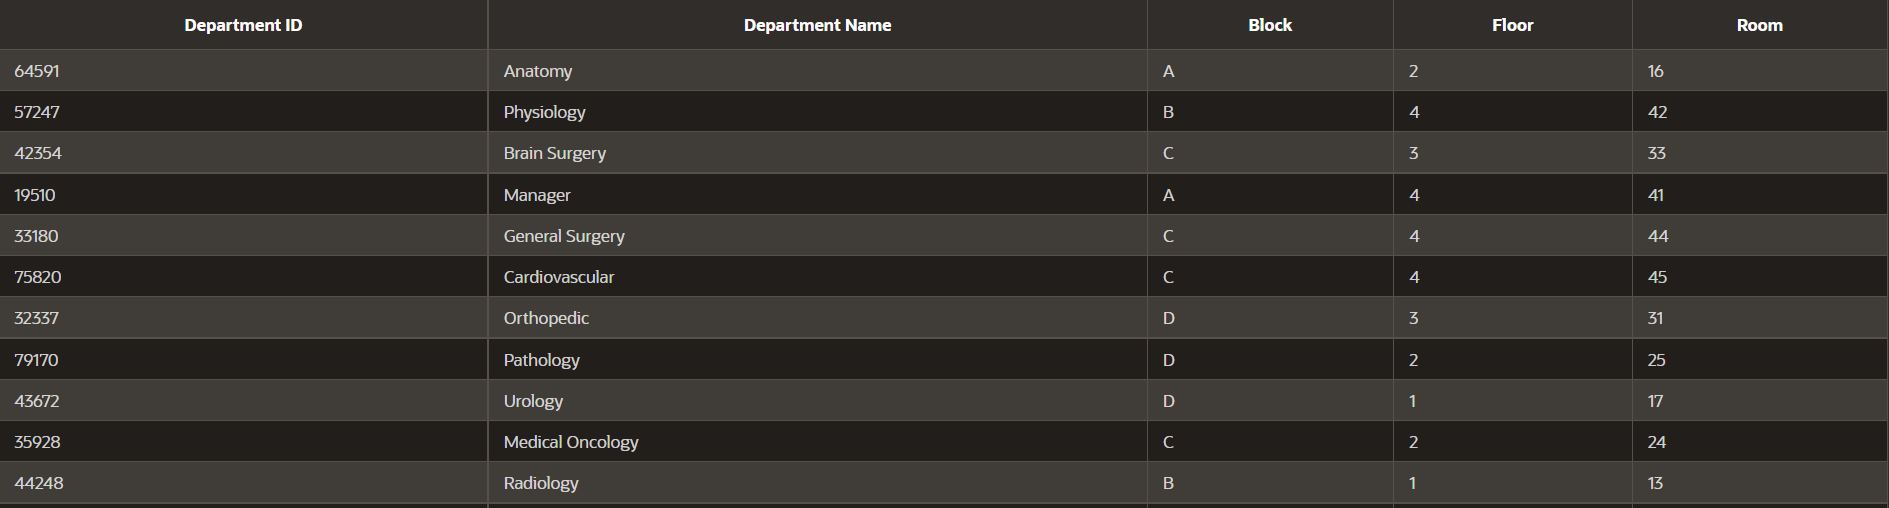 Department ID Department Name Block Floor Room
64591 Anatomy A 2 16
57247 Physiology B 4 42
42354 Brain Surgery C 3 33
19510 Manager A 4 41
33180 General Surgery C 4 44
75820 Cardiovascular C 4 45
32337 Orthopedic D 3 31
79170 Pathology D 2 25
43672 Urology D 1 17
35928 Medical Oncology C 2 24
44248 Radiology B 1 13